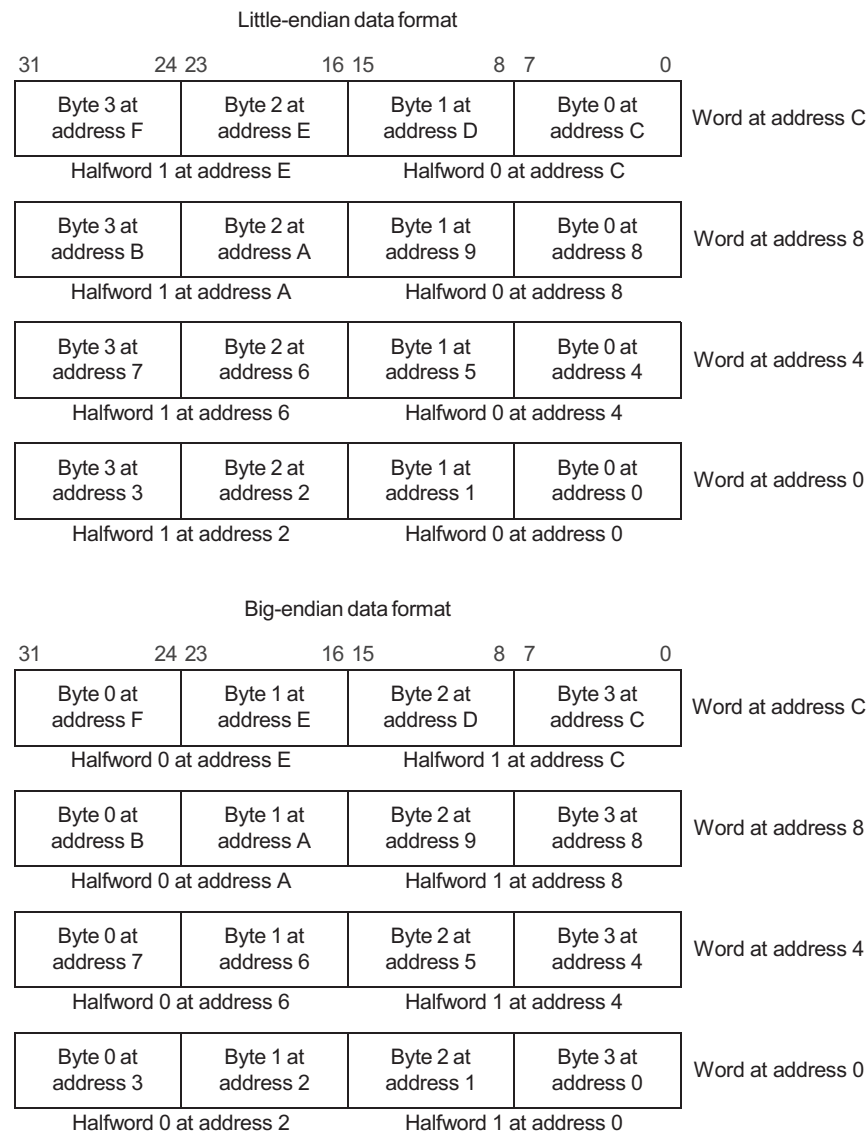 Little-endian data format
31 24 23 16 15 8 7 0
Byte 3 at Byte 2 at Byte 1 at Byte 0 at
address F address E address D address C
Word at address C
Halfword 1 at address E Halfword 0 at address C
Byte 3 at Byte 2 at Byte 1 at Byte 0 at
address B address A address 9 address 8
Word at address 8
Halfword 1 at address A Halfword 0 at address 8
Byte 3 at Byte 2 at Byte 1 at Byte 0 at
address 7 address 6 address 5 address 4
Word at address 4
Halfword 1 at address 6 Halfword 0 at address 4
Byte 3 at Byte 2 at Byte 1 at Byte 0 at
address 3 address 2 address 1 address 0
Word at address 0
Halfword 1 at address 2 Halfword 0 at address 0
Big-endian data format
31 24 23 16 15 8 7 0
Byte 0 at Byte 1 at Byte 2 at Byte 3 at
address F address E address D address C
Word at address C
Halfword 0 at address E Halfword 1 at address C
Byte 0 at Byte 1 at Byte 2 at Byte 3 at
address B address A address 9 address 8
Word at address 8
Halfword 0 at address A Halfword 1 at address 8
Byte 0 at Byte 1 at Byte 2 at Byte 3 at
address 7 address 6 address 5 address 4
Word at address 4
Halfword 0 at address 6 Halfword 1 at address 4
Byte 0 at Byte 1 at Byte 2 at Byte 3 at
address 3 address 2 address 1 address 0
Word at address 0
Halfword 0 at address 2 Halfword 1 at address 0